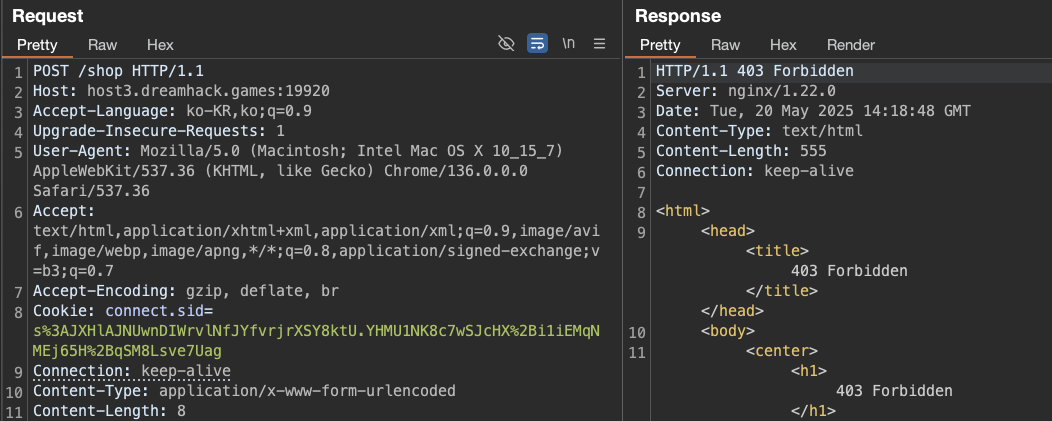 Request
Pretty Raw Hex \n
1 POST /shop HTTP/1.1
2 Host: host3.dreamhack.games:19920
3 Accept-Language: ko-KR,ko;q=0.9
4 Upgrade-Insecure-Requests: 1
5 User-Agent: Mozilla/5.0 (Macintosh; Intel Mac OS X 10_15_7)
AppleWebKit/537.36 (KHTML, like Gecko) Chrome/136.0.0.0
Safari/537.36
6 Accept:
text/html,application/xhtml+xml,application/xml;q=0.9,image/avi
f,image/webp,image/apng,*/*;q=0.8,application/signed-exchange;v
=b3;q=0.7
7 Accept-Encoding: gzip, deflate, br
8 Cookie: connect.sid=
s%3AJXHlAJNUwnDIWrvlNfJYfvrjrXSY8ktU.YHMU1NK8c7wSJcHX%2Bi1iEMqN
MEj65H%2BqSM8Lsve7Uag
9 Connection: keep-alive
10 Content-Type: application/x-www-form-urlencoded
11 Content-Length: 8
Response
Pretty Raw Hex Render
1 HTTP/1.1 403 Forbidden
2 Server: nginx/1.22.0
3 Date: Tue, 20 May 2025 14:18:48 GMT
4 Content-Type: text/html
5 Content-Length: 555
6 Connection: keep-alive
7
8 <html>
9 <head>
<title>
403 Forbidden
</title>
</head>
10 <body>
11 <center>
<h1>
403 Forbidden
</h1>